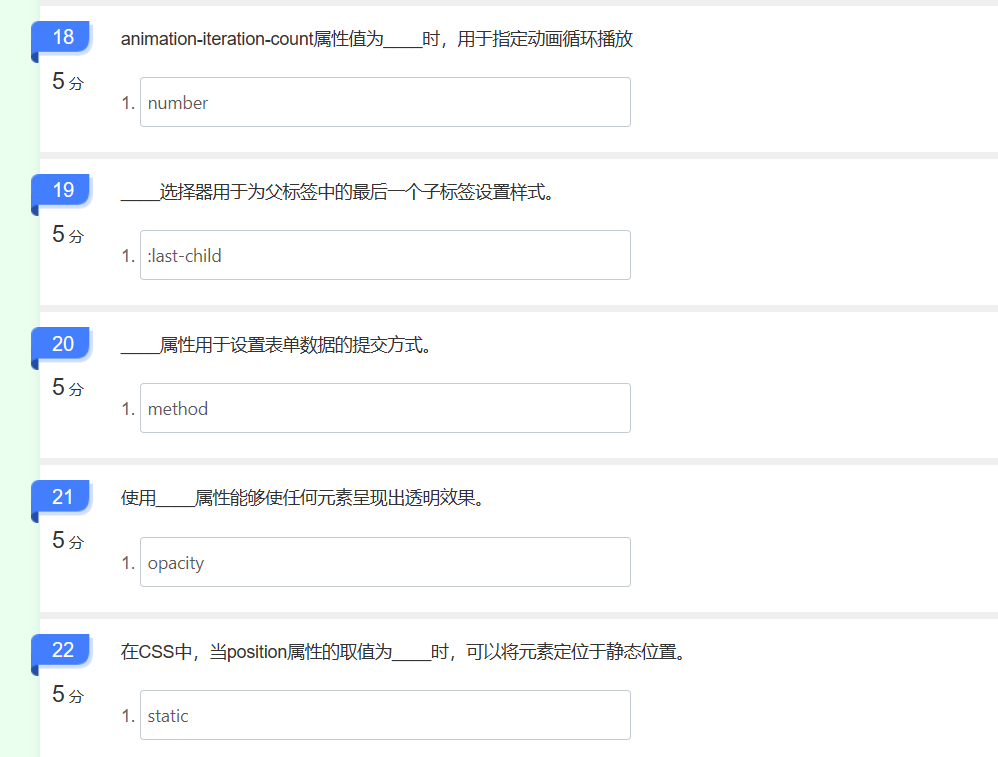 18
animation-iteration-count属性值为____时，用于指定动画循环播放
5 分
1. number
19
____选择器用于为父标签中的最后一个子标签设置样式。
5 分
1. :last-child
20
____属性用于设置表单数据的提交方式。
5 分
1. method
21
使用____属性能够使任何元素呈现出透明效果。
5 分
1. opacity
22
在CSS中，当position属性的取值为____时，可以将元素定位于静态位置。
5 分
1. static